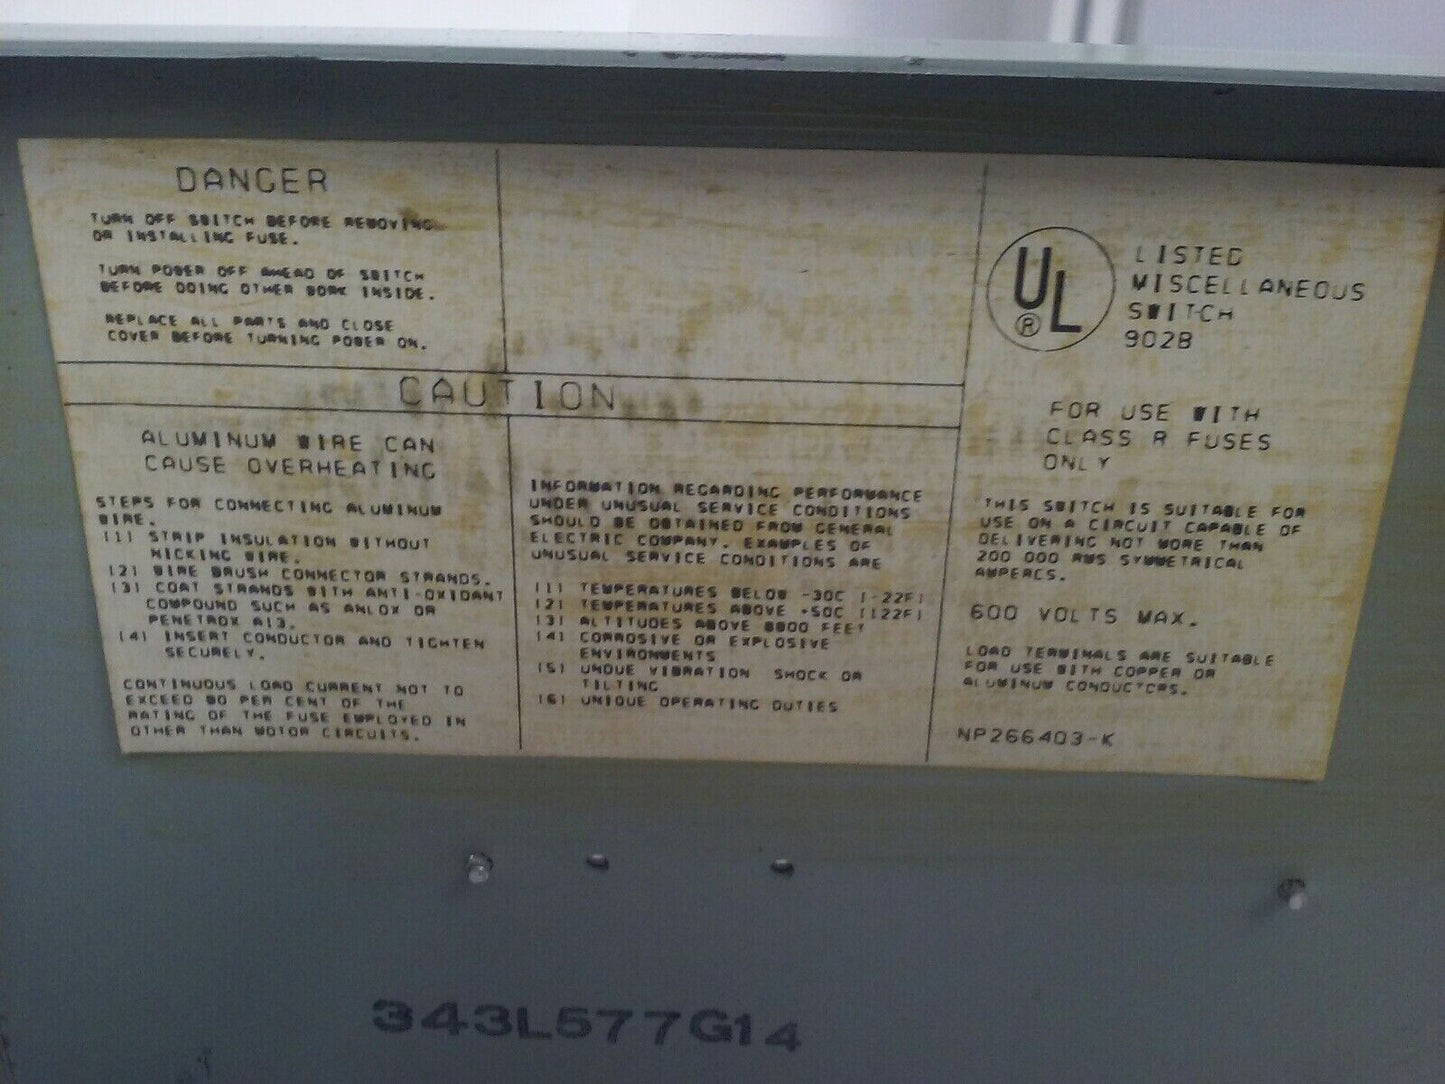 DANGER
TURN OFF SWITCH BEFORE REMOVING
OR INSTALLING FUSE.
TURN POWER OFF AHEAD OF SWITCH
BEFORE DOING OTHER WORK INSIDE.
REPLACE ALL PARTS AND CLOSE
COVER BEFORE TURNING POWER ON.
CAUTION
ALUMINUM WIRE CAN
CAUSE OVERHEATING
STEPS FOR CONNECTING ALUMINUM
WIRE.
(1) STRIP INSULATION WITHOUT
NICKING WIRE.
(2) WIRE BRUSH CONNECTOR STRANDS.
(3) COAT STRANDS WITH ANTI-OXIDANT
COMPOUND SUCH AS ANLOX OR
PENETROX A13.
(4) INSERT CONDUCTOR AND TIGHTEN
SECURELY.
CONTINUOUS LOAD CURRENT NOT TO
EXCEED 80 PER CENT OF THE
RATING OF THE FUSE EMPLOYED IN
OTHER THAN MOTOR CIRCUITS.
INFORMATION REGARDING PERFORMANCE
UNDER UNUSUAL SERVICE CONDITIONS
SHOULD BE OBTAINED FROM GENERAL
ELECTRIC COMPANY. EXAMPLES OF
UNUSUAL SERVICE CONDITIONS ARE
(1) TEMPERATURES BELOW -30C (-22F)
(2) TEMPERATURES ABOVE +50C (122F)
(3) ALTITUDES ABOVE 8800 FEET
(4) CORROSIVE OR EXPLOSIVE
ENVIRONMENTS
(5) UNDUE VIBRATION SHOCK OR
TILTING
(6) UNIQUE OPERATING DUTIES
UL
®
LISTED
MISCELLANEOUS
SWITCH
902B
FOR USE WITH
CLASS R FUSES
ONLY
THIS SWITCH IS SUITABLE FOR
USE ON A CIRCUIT CAPABLE OF
DELIVERING NOT MORE THAN
200 000 RMS SYMMETRICAL
AMPERES.
600 VOLTS MAX.
LOAD TERMINALS ARE SUITABLE
FOR USE WITH COPPER OR
ALUMINUM CONDUCTORS.
NP266403-K
343L577G14